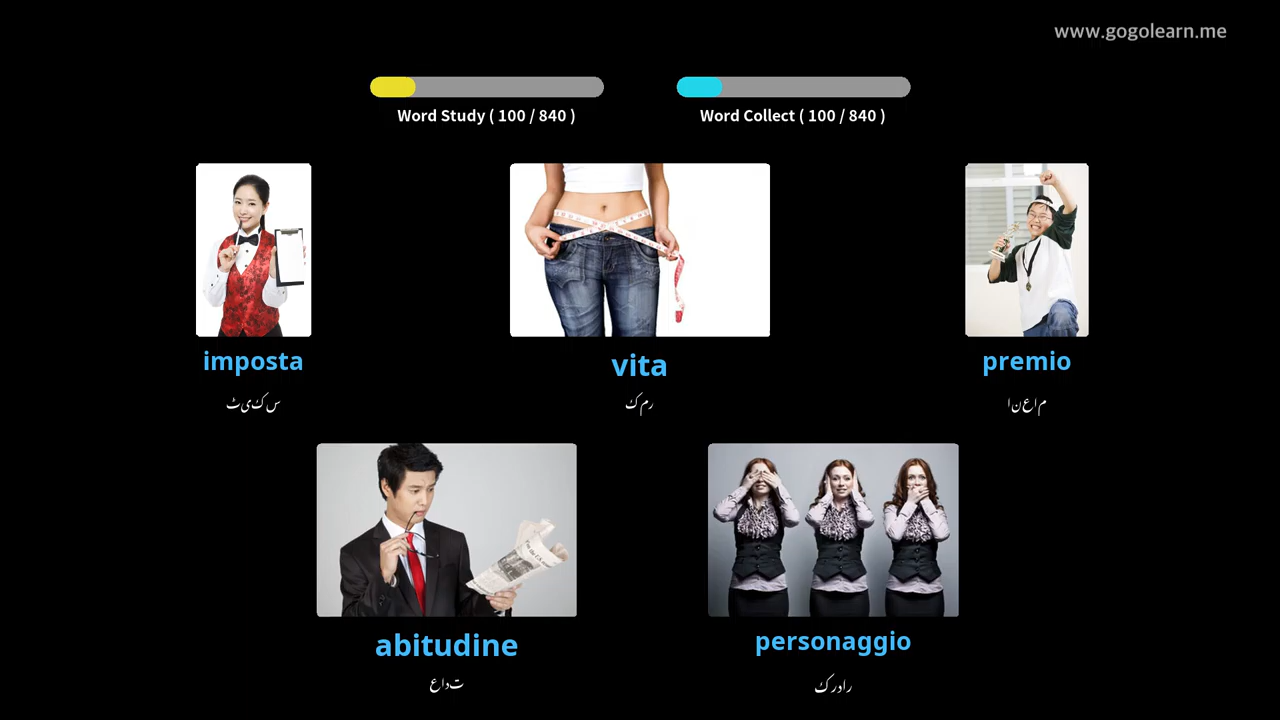 www.gogolearn.me
Word Study ( 100 / 840 )
Word Collect ( 100 / 840 )
imposta
ٹیکس
vita
کمر
premio
انعام
abitudine
عادت
personaggio
کردار